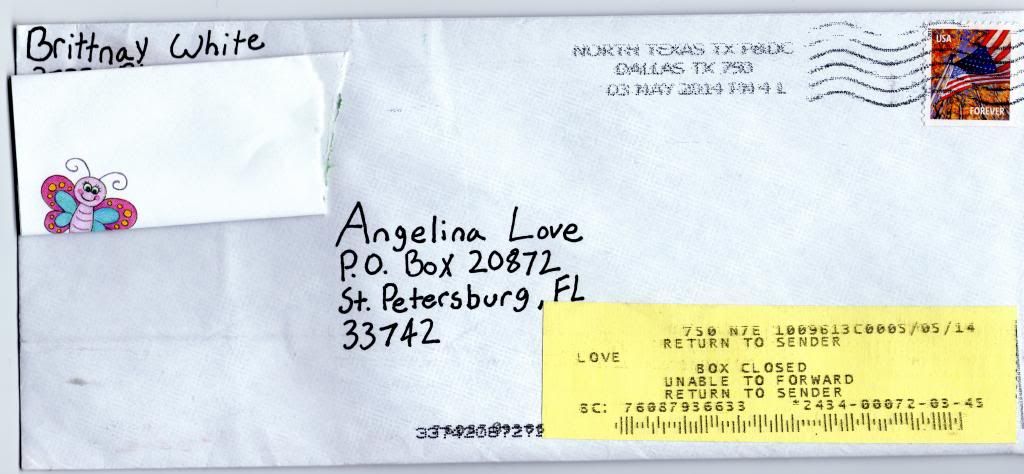 Brittnay White
NORTH TEXAS TX P&DC
DALLAS TX 750
03 MAY 2014 PM 4 L
USA
FOREVER
Angelina Love
P.O. Box 20872
St. Petersburg, FL
33742
750 N7E 1009613C0005/05/14
RETURN TO SENDER
LOVE
BOX CLOSED
UNABLE TO FORWARD
RETURN TO SENDER
BC: 76087936633 *2434-00072-03-45